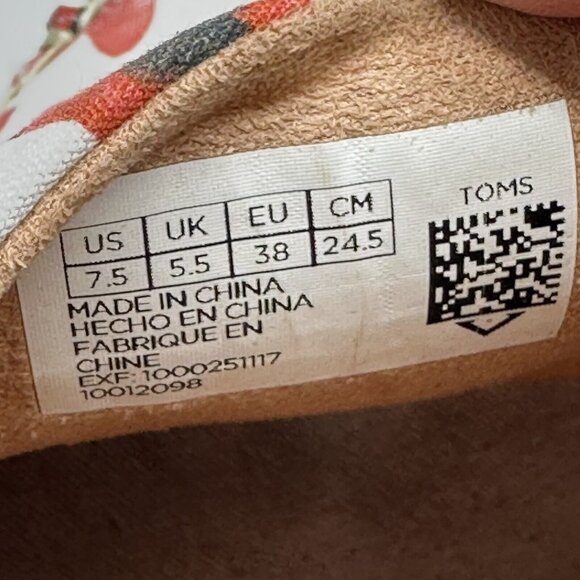 US UK EU CM
7.5 5.5 38 24.5
MADE IN CHINA
HECHO EN CHINA
FABRIQUE EN
CHINE
EXF: 1000251117
10012098
TOMS